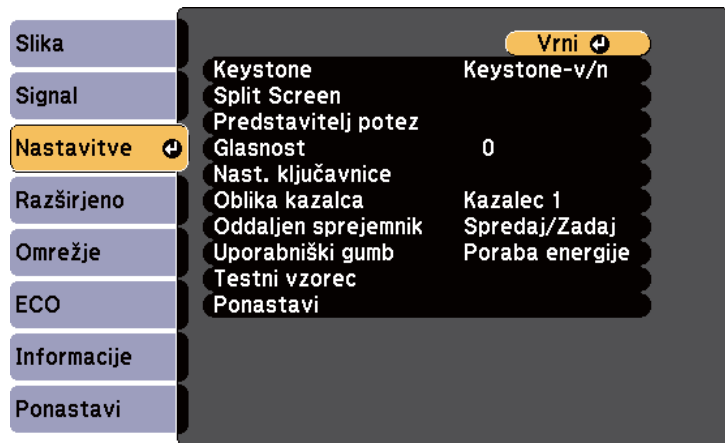 Slika
Signal
Nastavitve
Razširjeno
Omrežje
ECO
Informacije
Ponastavi
Vrni
Keystone Keystone-v/n
Split Screen
Predstavitelj potez
Glasnost 0
Nast. ključavnice
Oblika kazalca Kazalec 1
Oddaljen sprejemnik Spredaj/Zadaj
Uporabniški gumb Poraba energije
Testni vzorec
Ponastavi